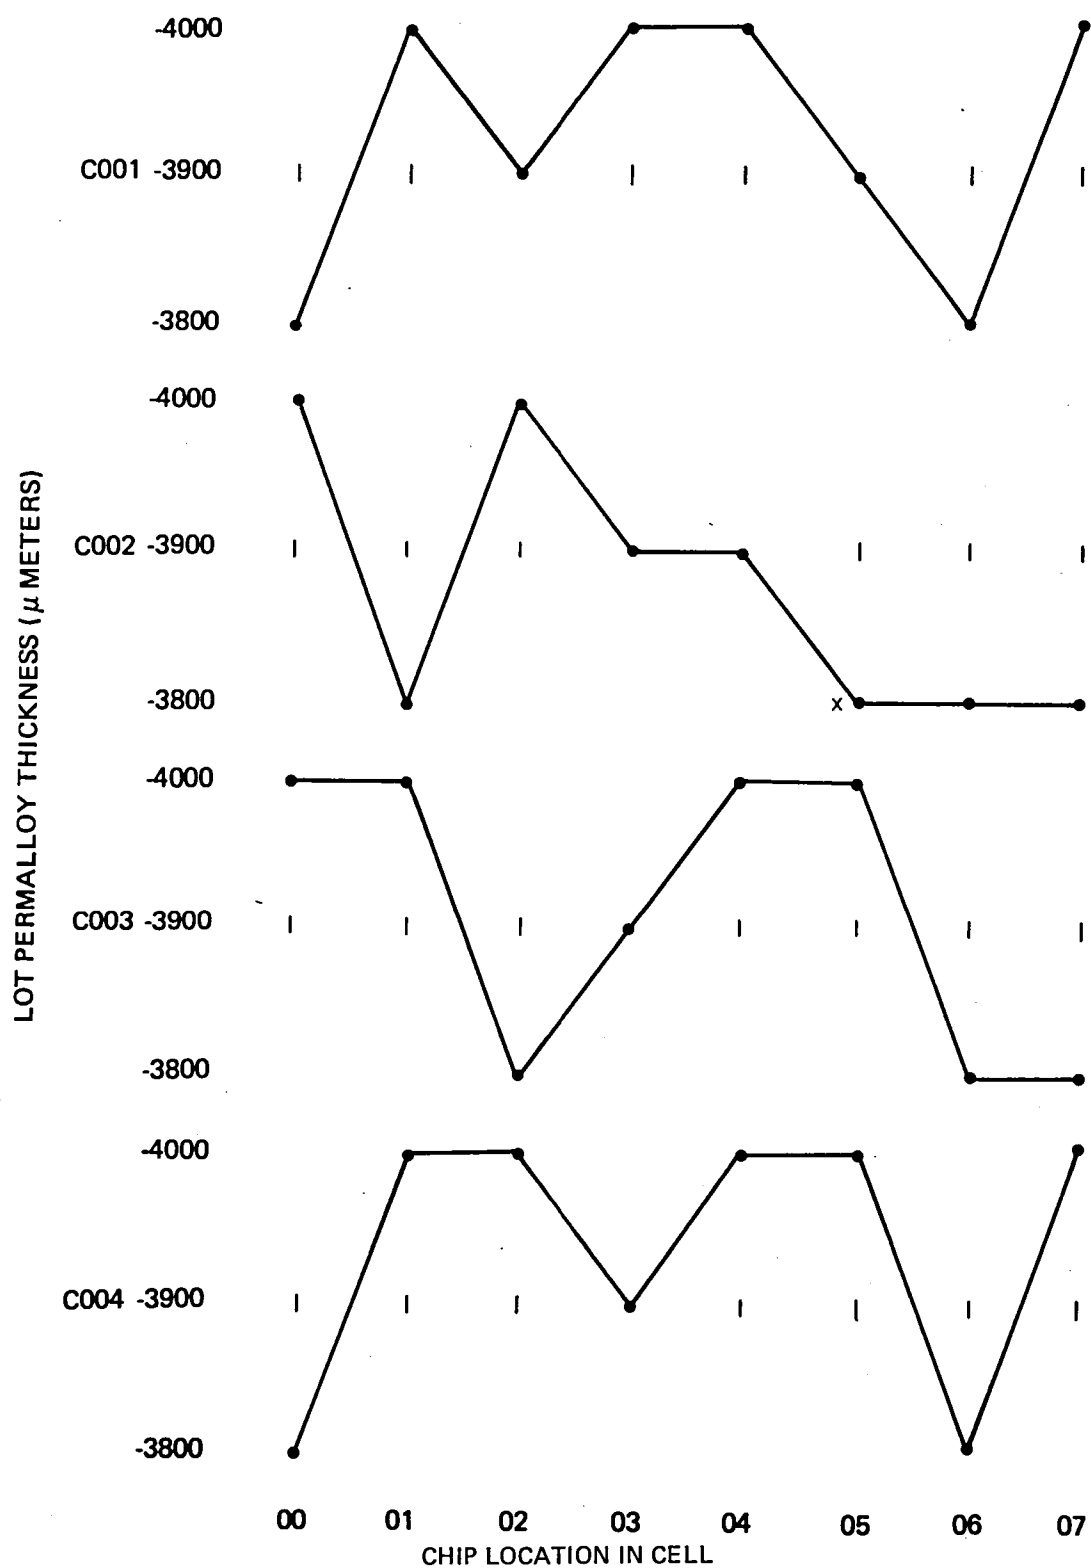 -4000
C001 -3900
-3800
-4000
C002 -3900
-3800
x
-4000
C003 -3900
-3800
-4000
C004 -3900
-3800
LOT PERMALLOY THICKNESS (μ METERS)
00 01 02 03 04 05 06 07
CHIP LOCATION IN CELL